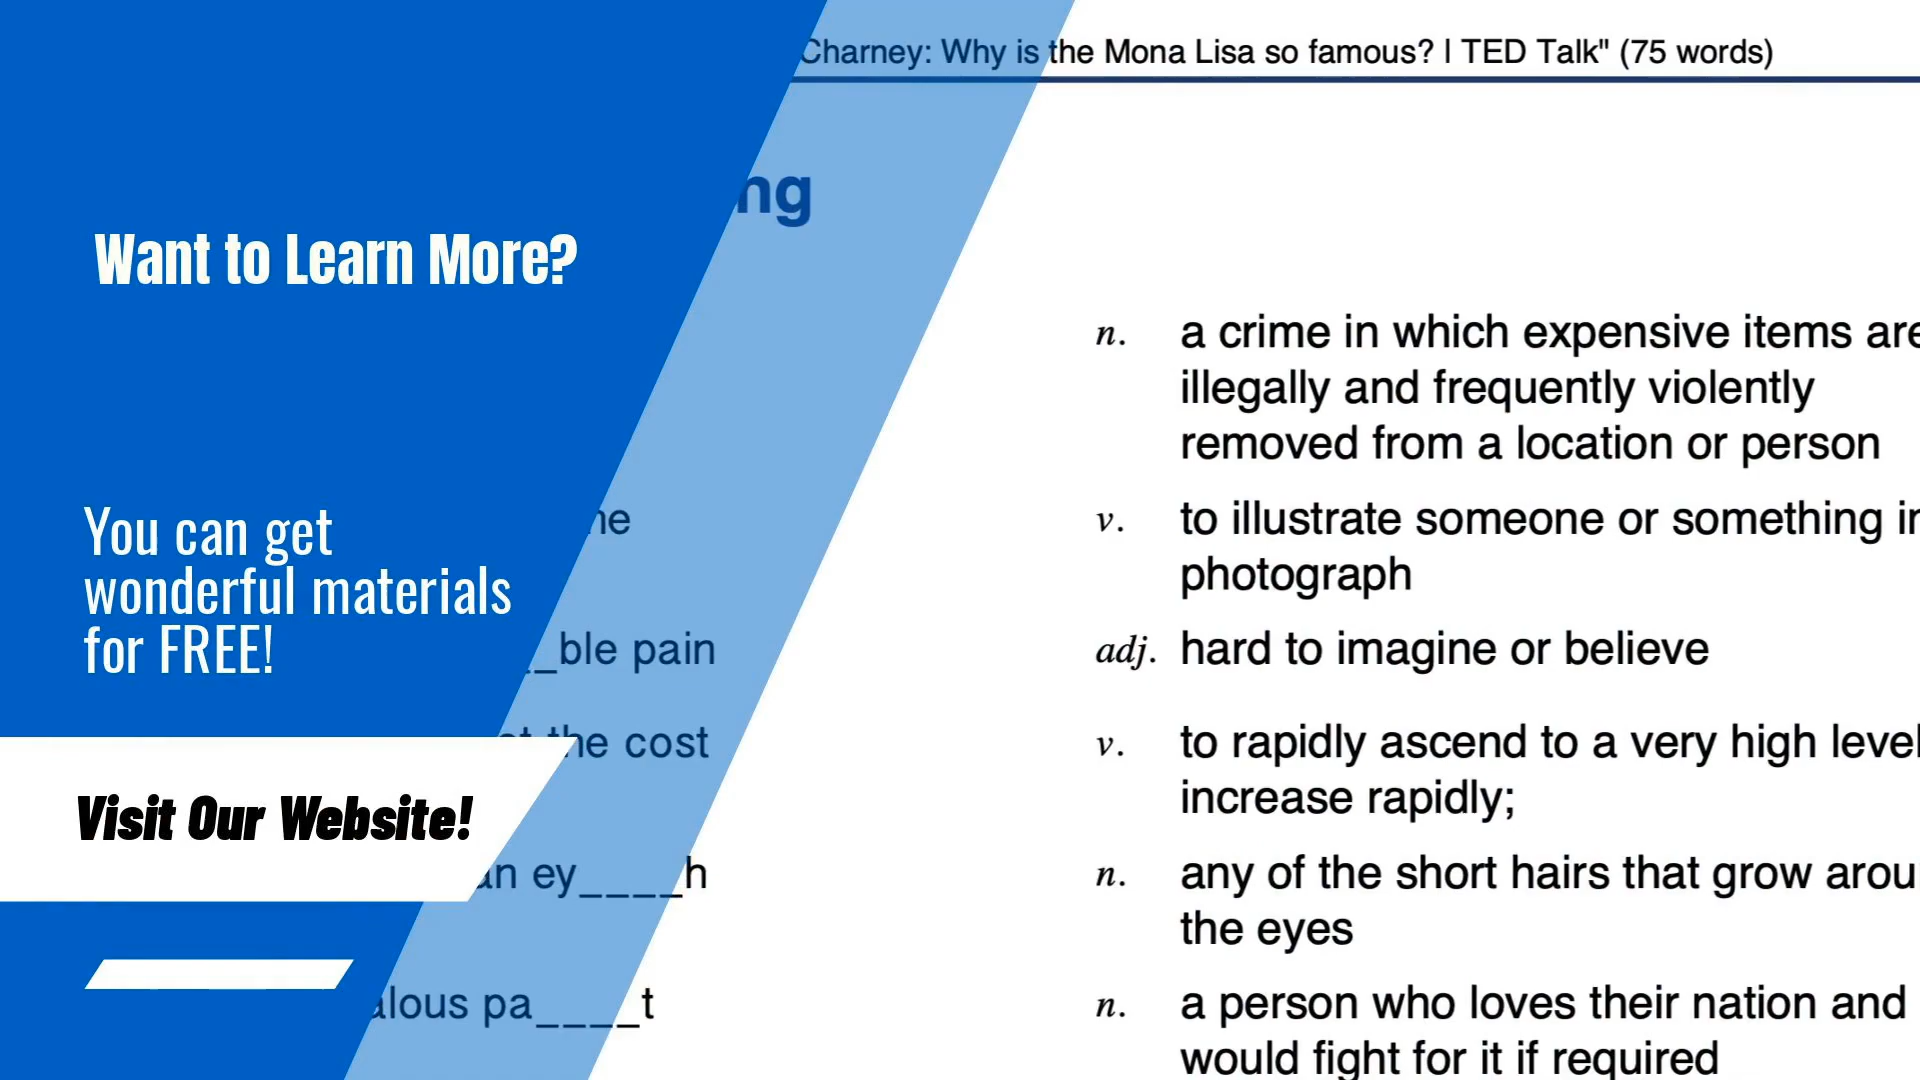 Charney: Why is the Mona Lisa so famous? | TED Talk" (75 words)
ng
Want to Learn More?
You can get
wonderful materials
for FREE!
Visit Our Website!
ne
_ble pain
the cost
an ey____h
alous pa____t
n. a crime in which expensive items are
illegally and frequently violently
removed from a location or person
v. to illustrate someone or something in
photograph
adj. hard to imagine or believe
v. to rapidly ascend to a very high level
increase rapidly;
n. any of the short hairs that grow arou
the eyes
n. a person who loves their nation and
would fight for it if required